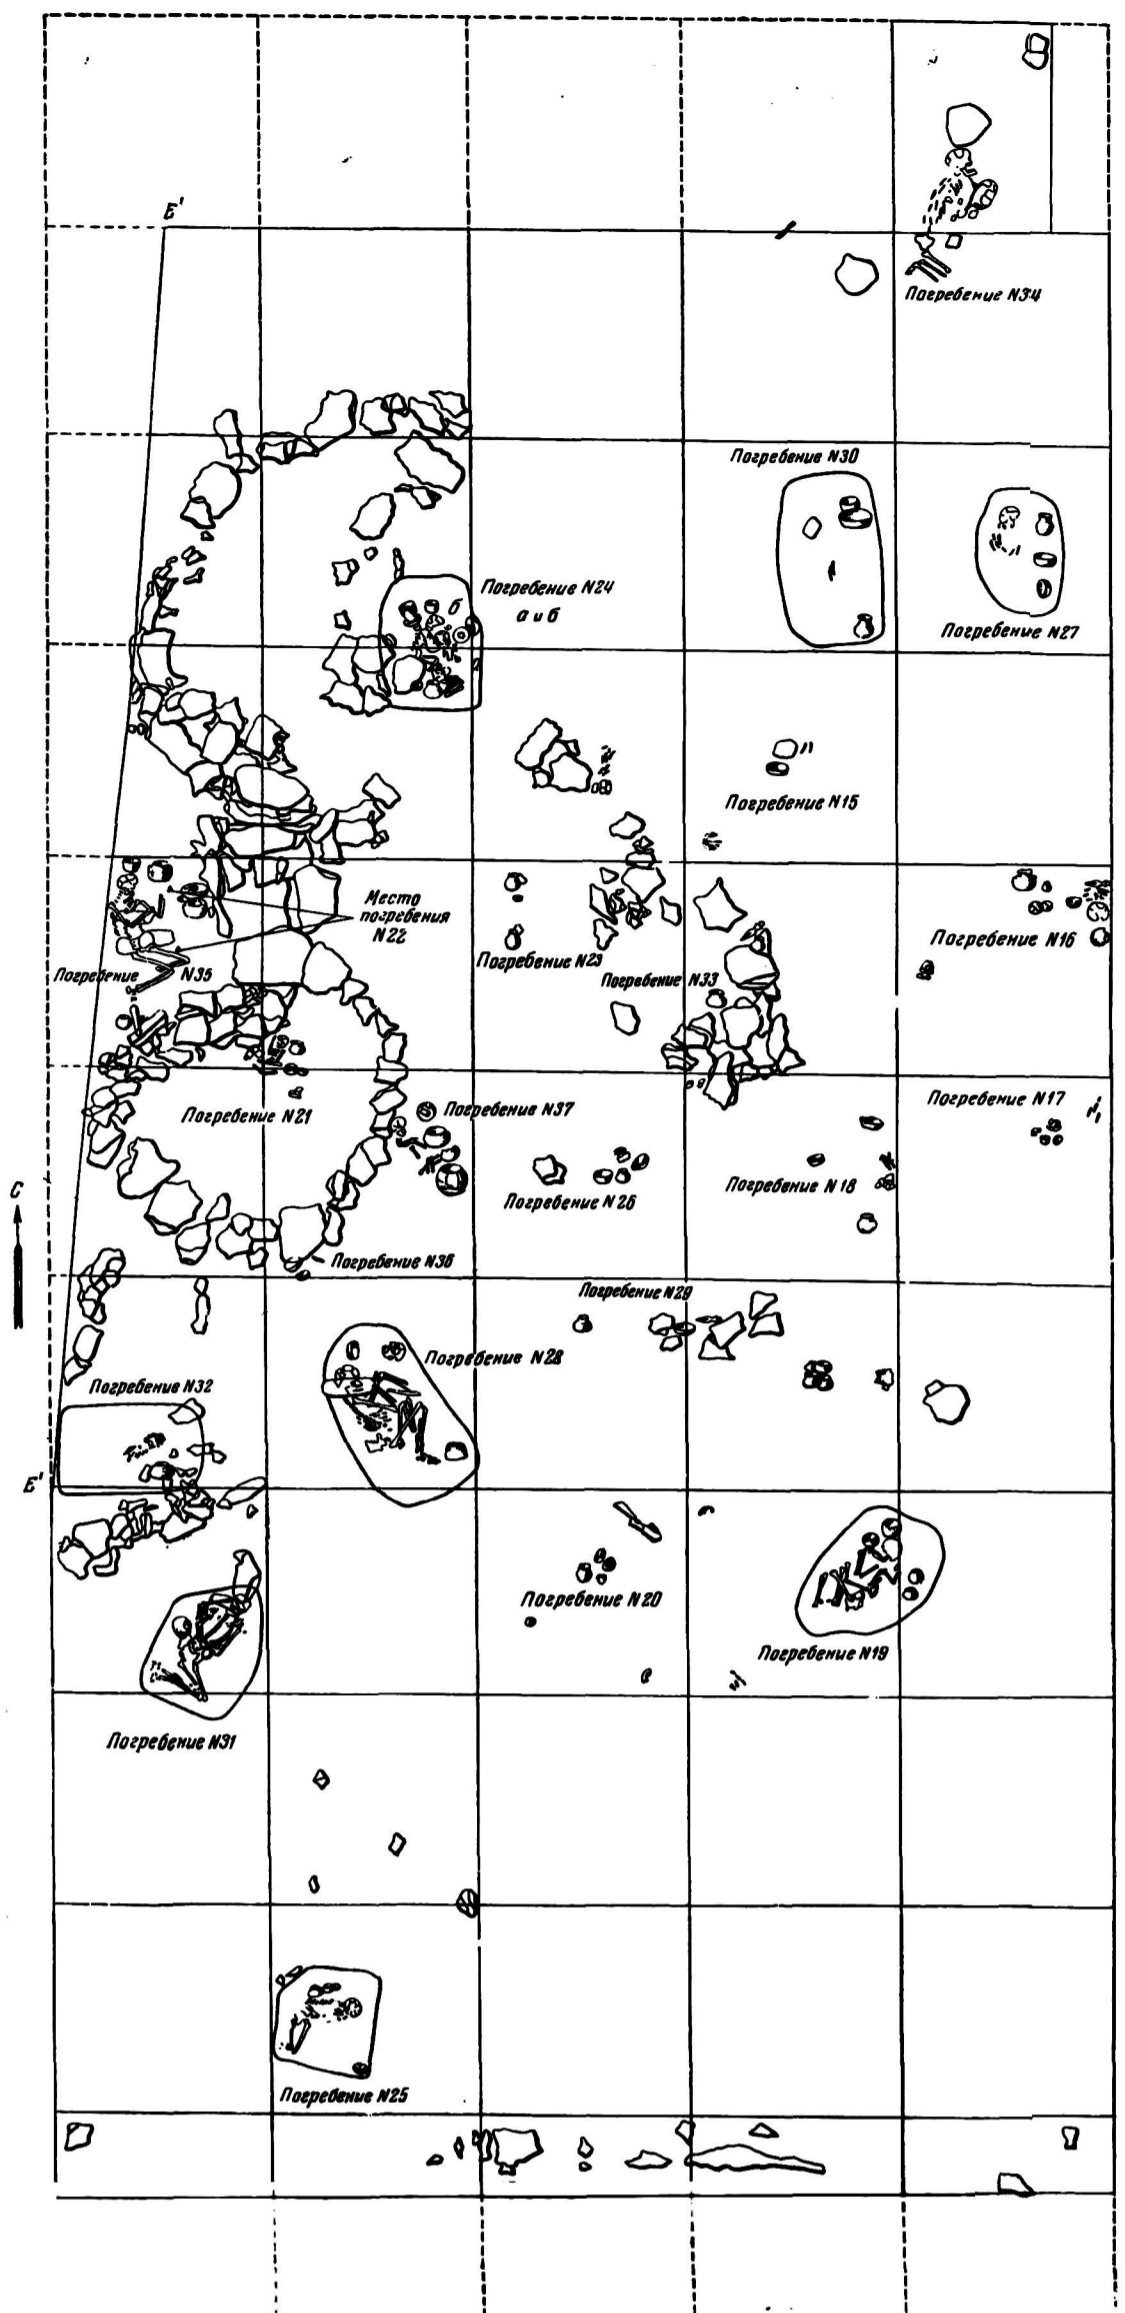 Е'
Погребение N34
Погребение N30
Погребение N24
а и б
б
Погребение N27
Погребение N15
Место
погребения
N22
Погребение N35
Погребение N23
Погребение N33
Погребение N16
Погребение N21
Погребение N37
Погребение N17
Погребение N26
Погребение N18
С
Погребение N36
Погребение N29
Погребение N28
Погребение N32
Е'
Погребение N20
Погребение N19
Погребение N31
Погребение N25